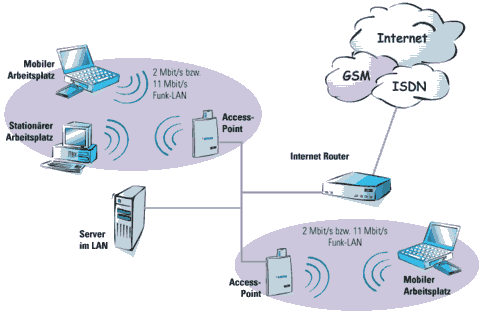 Internet
GSM
ISDN
Mobiler
Arbeitsplatz
2 Mbit/s bzw.
11 Mbit/s
Funk-LAN
Stationärer
Arbeitsplatz
Access-
Point
Internet Router
Server
im LAN
2 Mbit/s bzw. 11 Mbit/s
Funk-LAN
Access-
Point
Mobiler
Arbeitsplatz